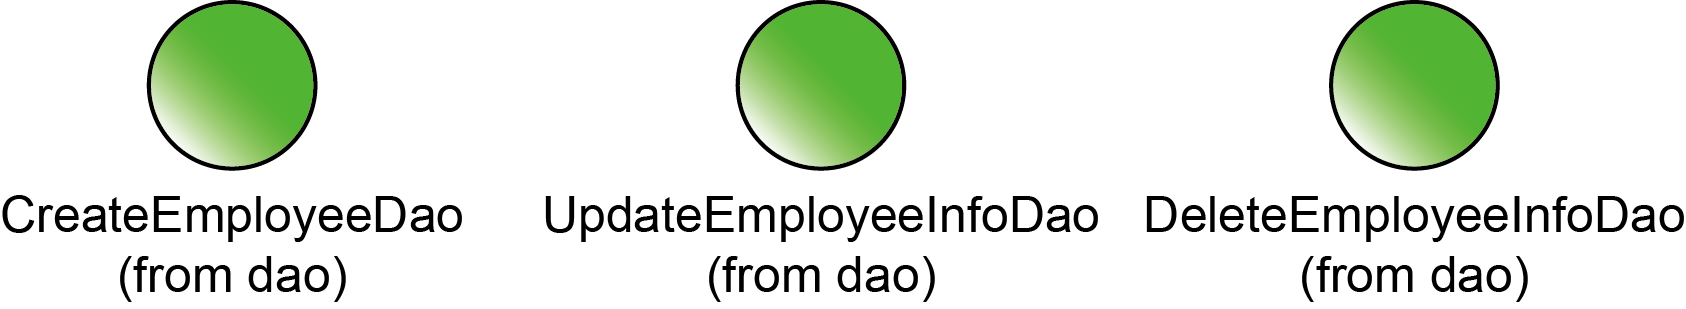 CreateEmployeeDao
(from dao)
UpdateEmployeeInfoDao
(from dao)
DeleteEmployeeInfoDao
(from dao)